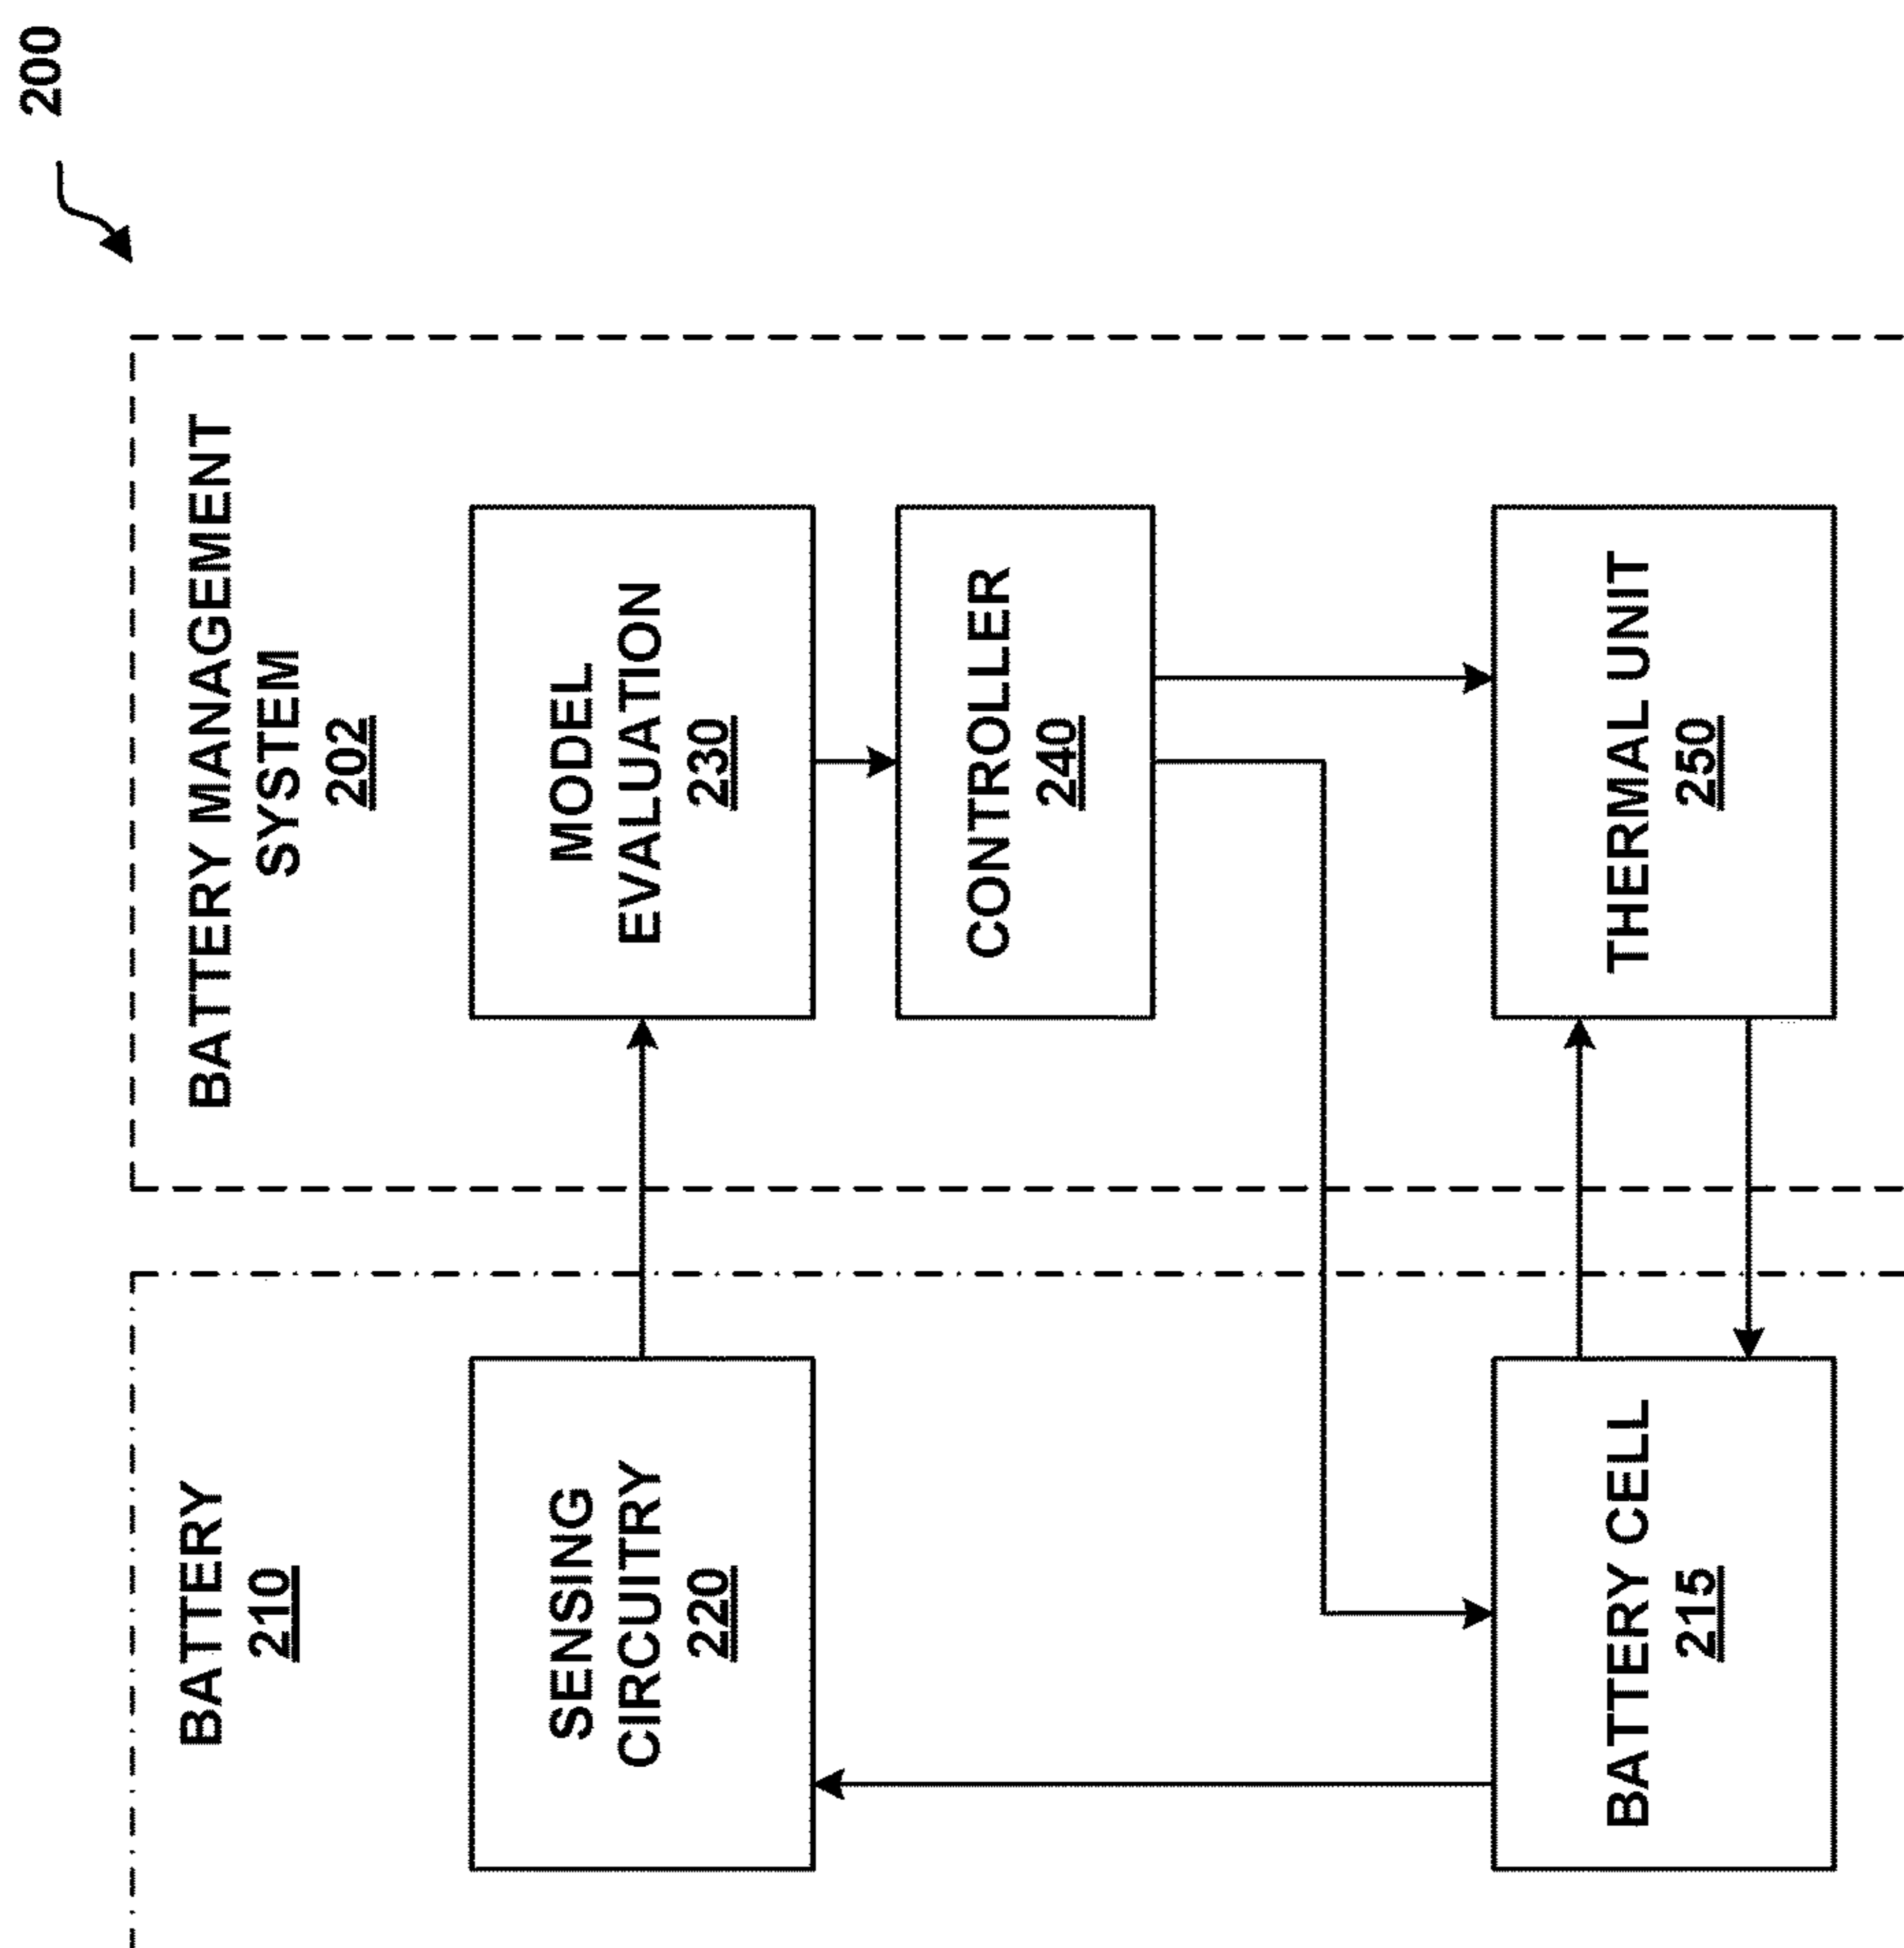 200
BATTERY
210
BATTERY MANAGEMENT
SYSTEM
202
SENSING
CIRCUITRY
220
MODEL
EVALUATION
230
CONTROLLER
240
BATTERY CELL
215
THERMAL UNIT
250